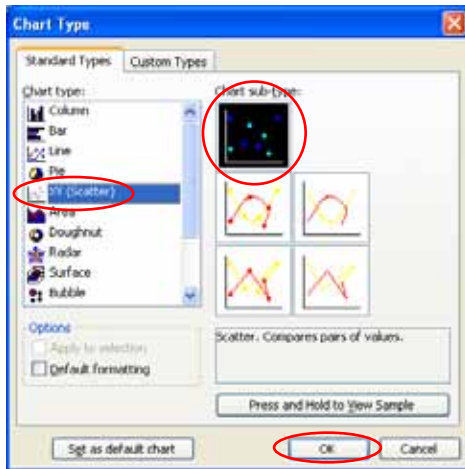 Chart Type
Standard Types Custom Types
Chart type:
Column
Bar
Line
Pie
XY (Scatter)
Area
Doughnut
Radar
Surface
Bubble
Chart sub-type:
Options
Apply to selection
Default formatting
Scatter. Compares pairs of values.
Press and Hold to View Sample
Set as default chart OK Cancel